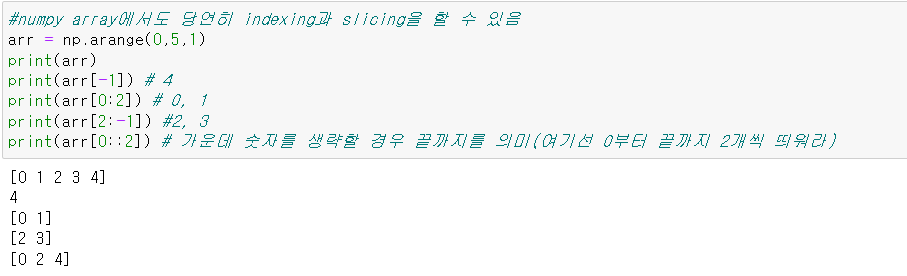 #numpy array에서도 당연히 indexing과 slicing을 할 수 있음
arr = np.arange(0,5,1)
print(arr)
print(arr[-1]) # 4
print(arr[0:2]) # 0, 1
print(arr[2:-1]) #2, 3
print(arr[0::2]) # 가운데 숫자를 생략할 경우 끝까지를 의미(여기선 0부터 끝까지 2개씩 띄워라)
[0 1 2 3 4]
4
[0 1]
[2 3]
[0 2 4]